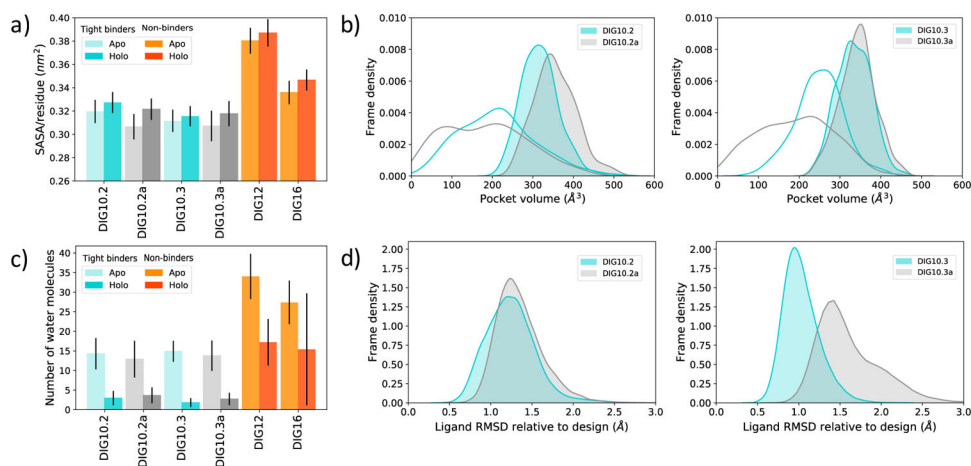 a)
Tight binders Non-binders
Apo Apo
Holo Holo
0.40
0.38
0.36
0.34
0.32
0.30
0.28
0.26
SASA/residue (nm²)
DIG10.2
DIG10.2a
DIG10.3
DIG10.3a
DIG12
DIG16
b)
DIG10.2
DIG10.2a
0.010
0.008
0.006
0.004
0.002
0.000
Frame density
0 100 200 300 400 500 600
Pocket volume (Å³)
DIG10.3
DIG10.3a
0.010
0.008
0.006
0.004
0.002
0.000
Frame density
0 100 200 300 400 500 600
Pocket volume (Å³)
c)
Tight binders Non-binders
Apo Apo
Holo Holo
40
35
30
25
20
15
10
5
0
Number of water molecules
DIG10.2
DIG10.2a
DIG10.3
DIG10.3a
DIG12
DIG16
d)
DIG10.2
DIG10.2a
2.00
1.75
1.50
1.25
1.00
0.75
0.50
0.25
0.00
Frame density
0.0 0.5 1.0 1.5 2.0 2.5 3.0
Ligand RMSD relative to design (Å)
DIG10.3
DIG10.3a
2.00
1.75
1.50
1.25
1.00
0.75
0.50
0.25
0.00
Frame density
0.0 0.5 1.0 1.5 2.0 2.5 3.0
Ligand RMSD relative to design (Å)